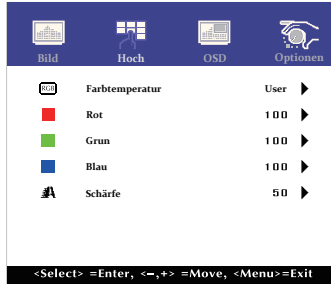 Bild Hoch OSD Optionen
RGB Farbtemperatur User
Rot 100
Grun 100
Blau 100
Schärfe 50
<Select> =Enter, <−,+> =Move, <Menu>=Exit